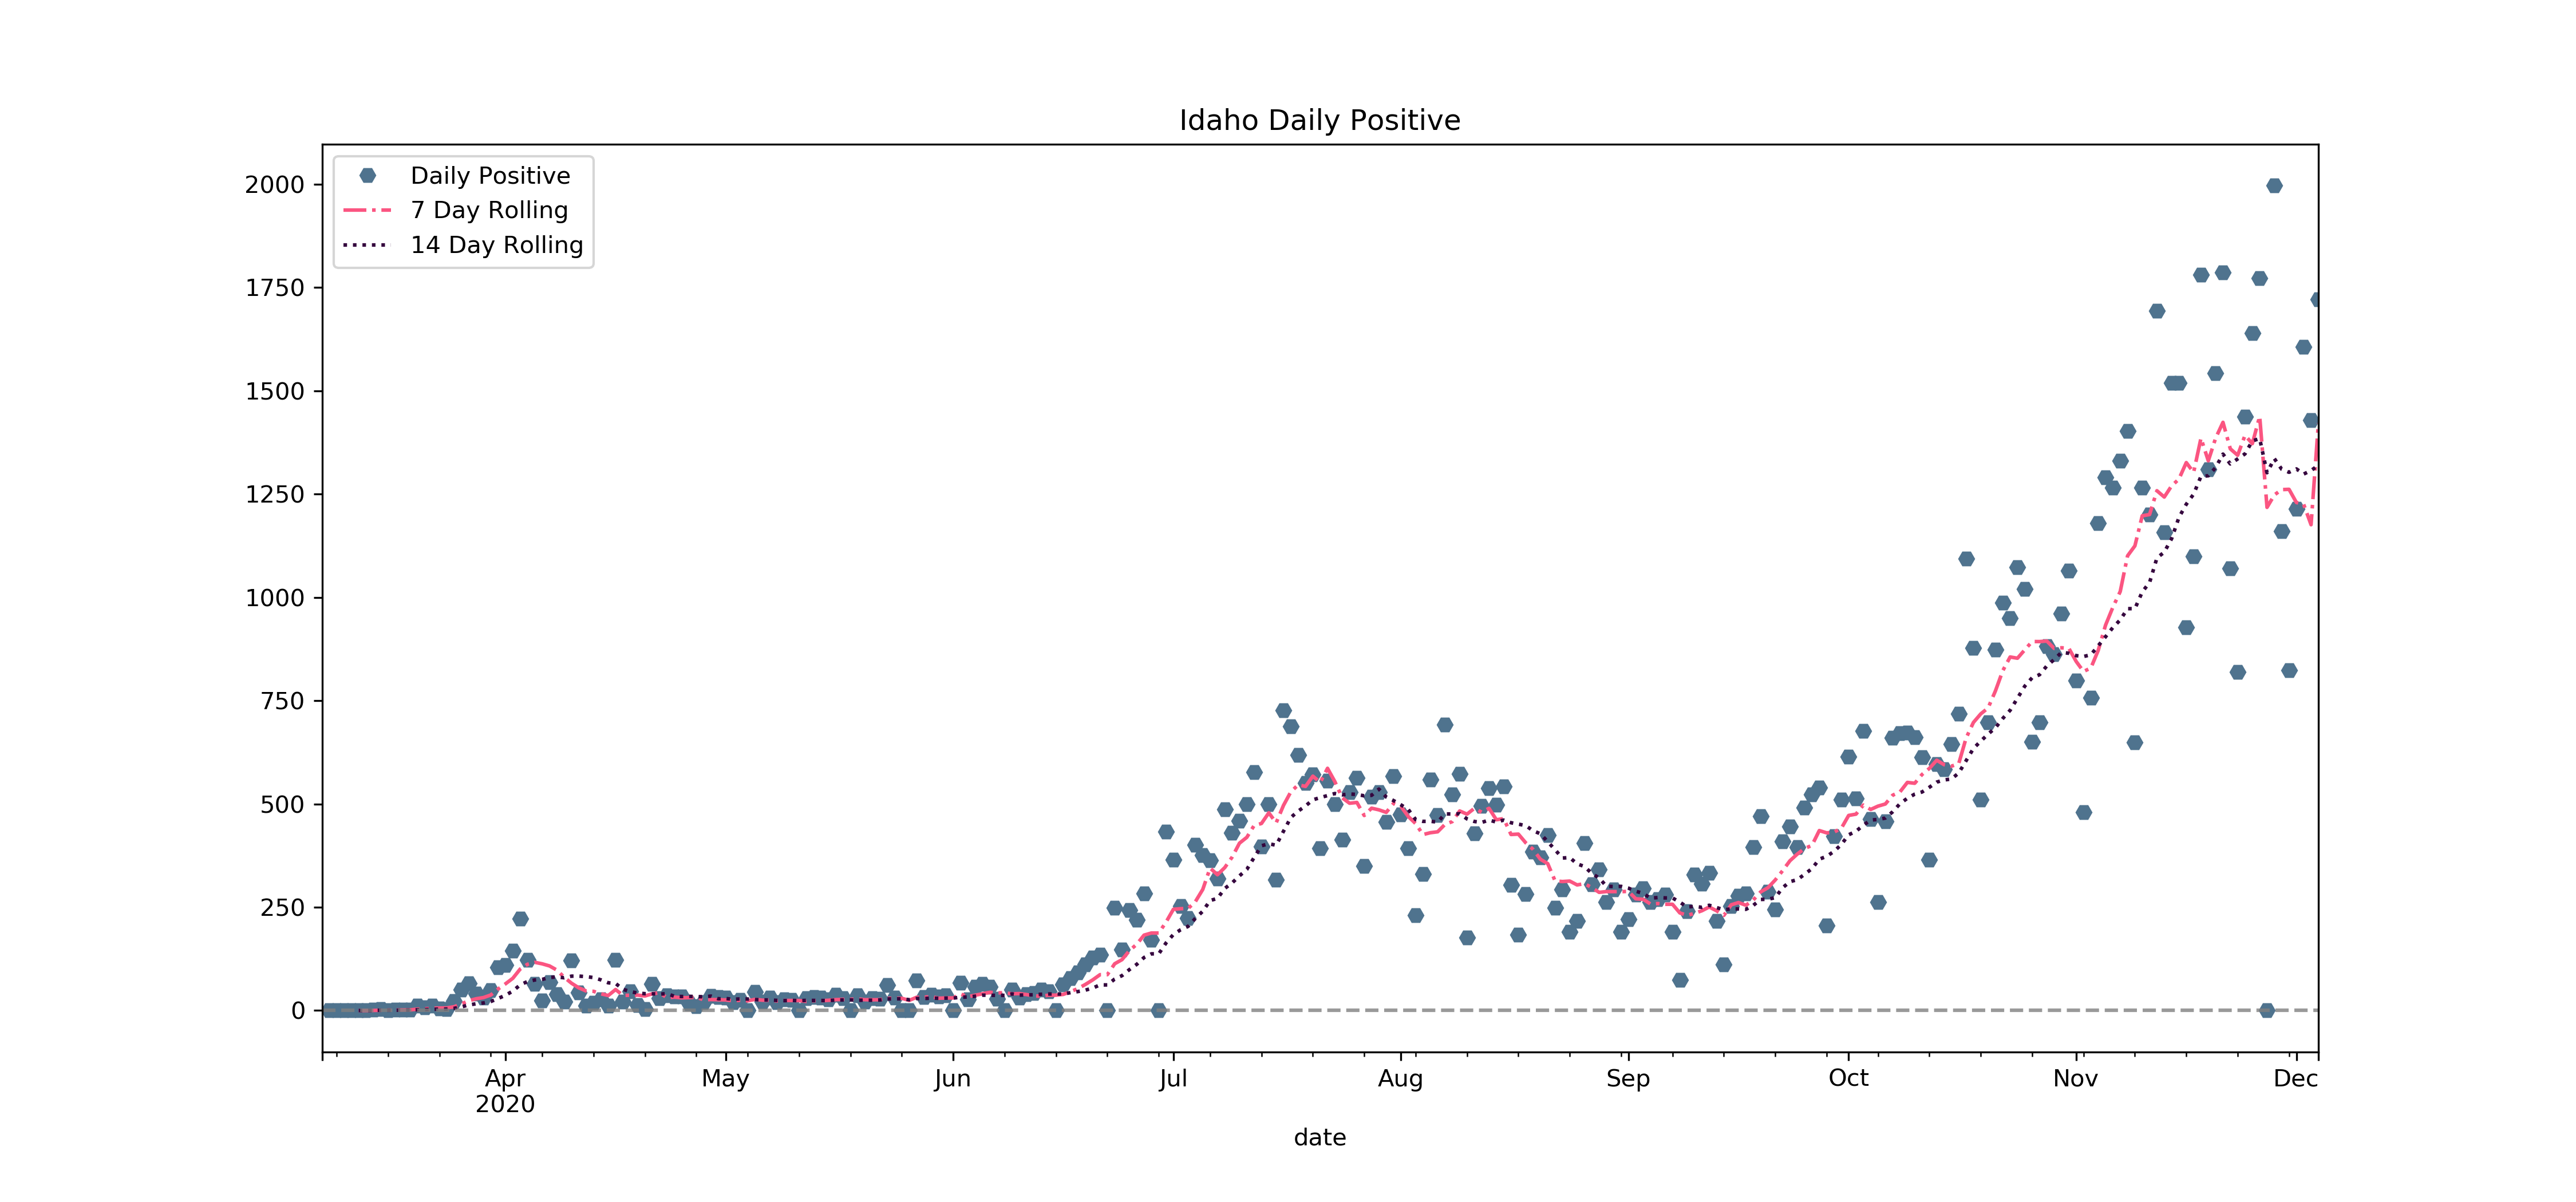 Idaho Daily Positive
Daily Positive
7 Day Rolling
14 Day Rolling
2000
1750
1500
1250
1000
750
500
250
0
Apr May Jun Jul Aug Sep Oct Nov Dec
2020
date